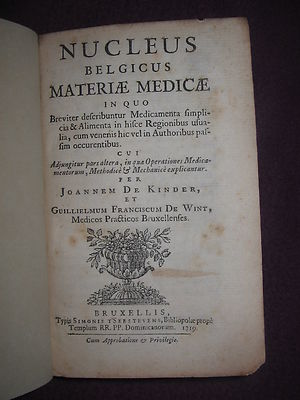 NUCLEUS
BELGICUS
MATERIÆ MEDICÆ
IN QUO
Breviter describuntur Medicamenta simpli-
cia & Alimenta in hisce Regionibus usua-
lia, cum venenis hic vel in Authoribus pas-
sim occurentibus.
CUI
Adjungitur pars altera, in qua Operationes Medica-
mentorum, Methodicè & Mechanicè explicantur.
PER
JOANNEM DE KINDER,
ET
GUILLIELMUM FRANCISCUM DE WINT,
Medicos Practicos Bruxellenses.
BRUXELLIS,
Typis SIMONIS T'SERSTEVENS, Bibliopolæ propè
Templum RR. PP. Dominicanorum. 1719.
Cum Approbatione & Privilegio.